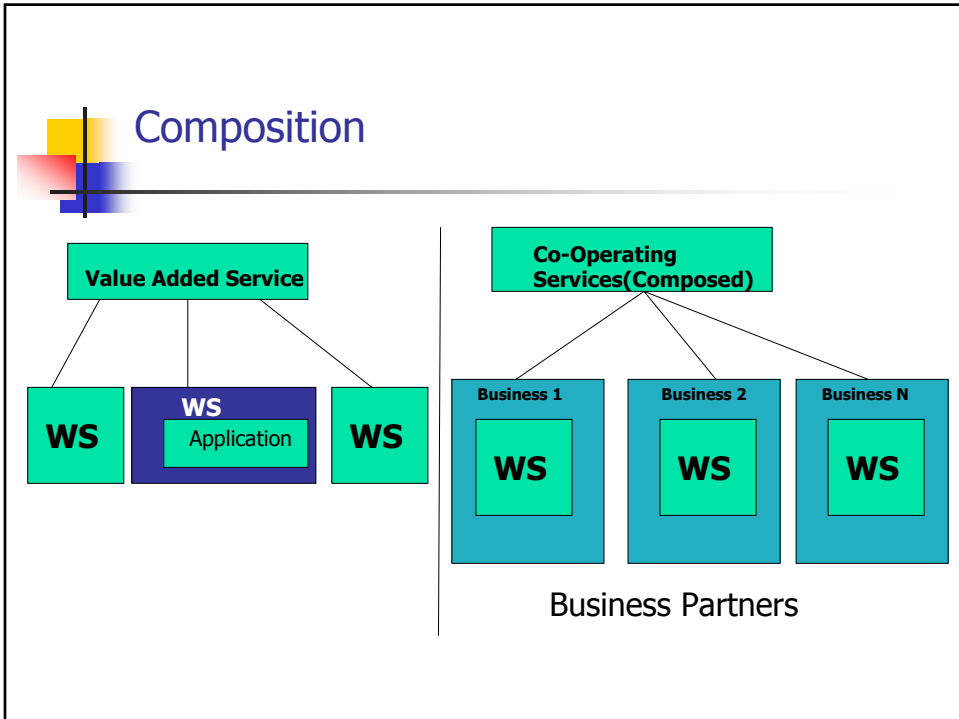 Composition
Value Added Service
WS
WS
Application
WS
Co-Operating
Services(Composed)
Business 1
WS
Business 2
WS
Business N
WS
Business Partners